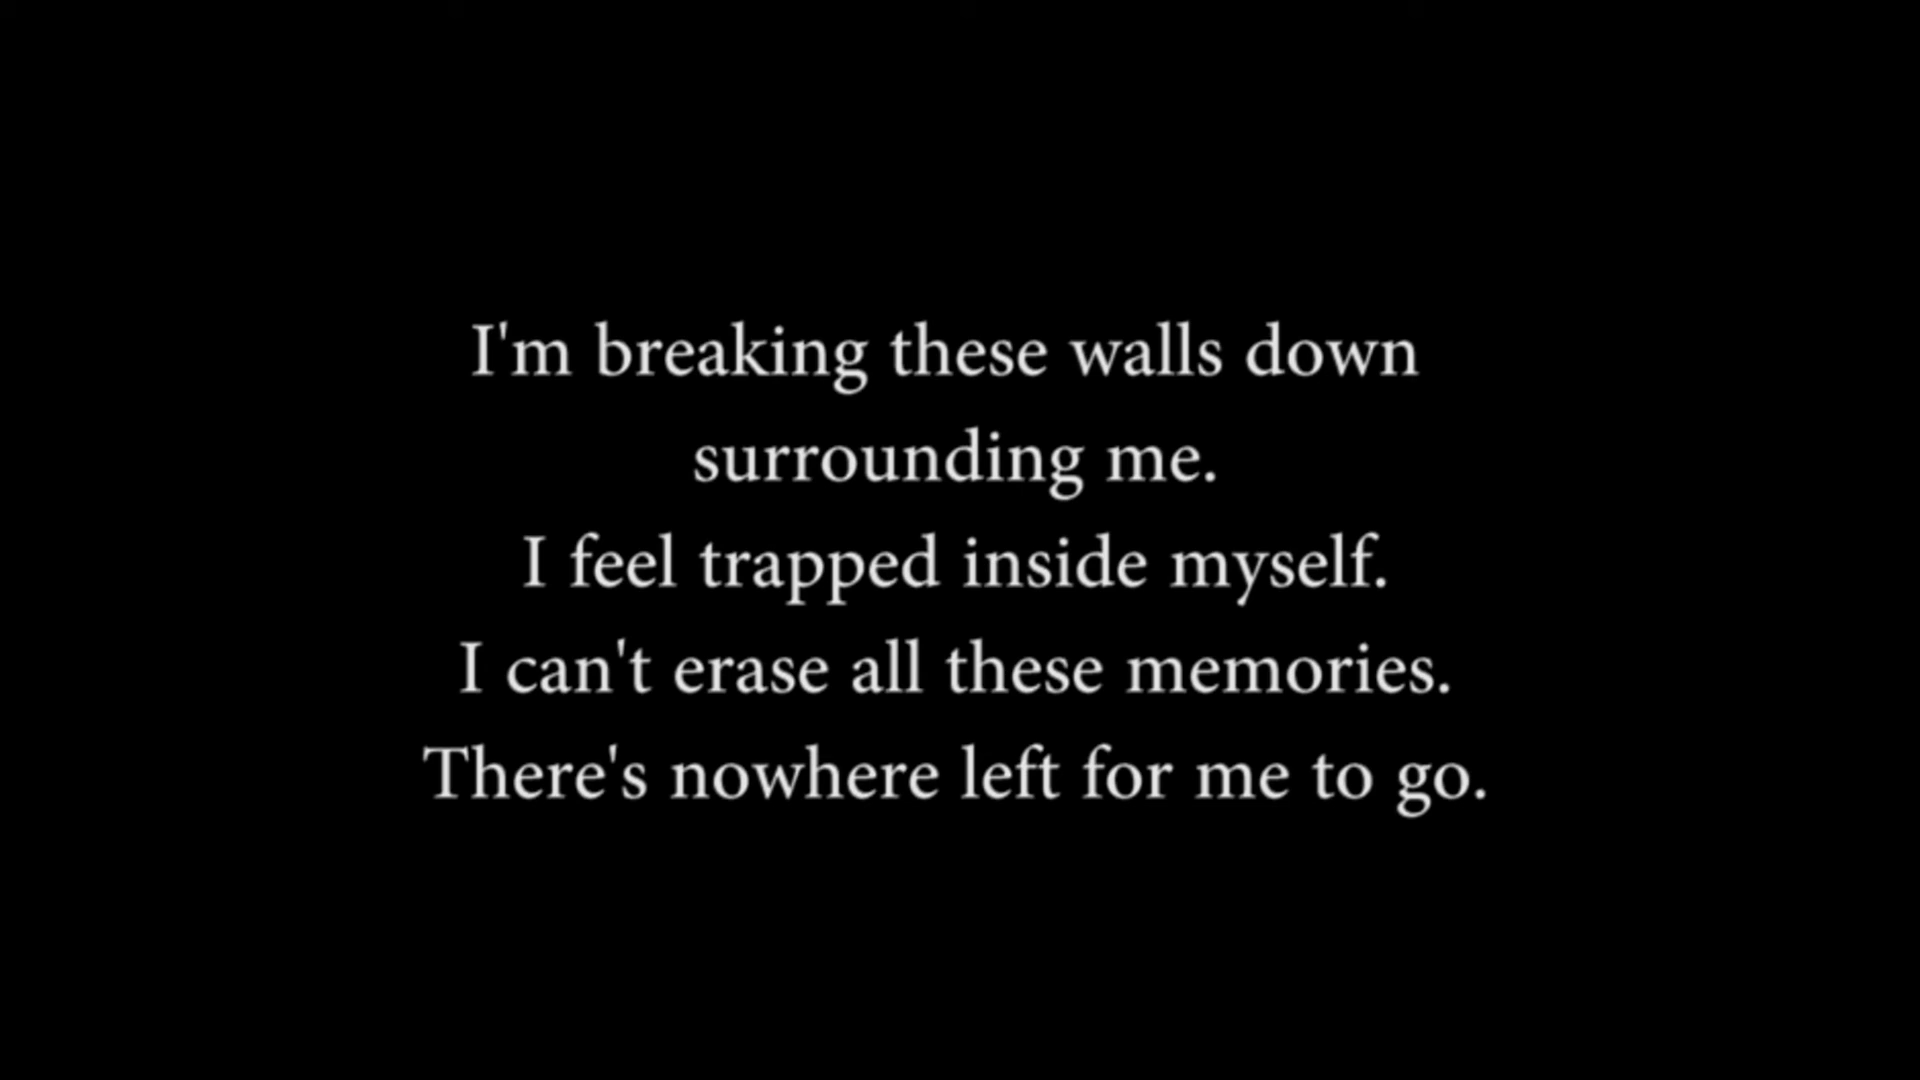 I'm breaking these walls down
surrounding me.
I feel trapped inside myself.
I can't erase all these memories.
There's nowhere left for me to go.